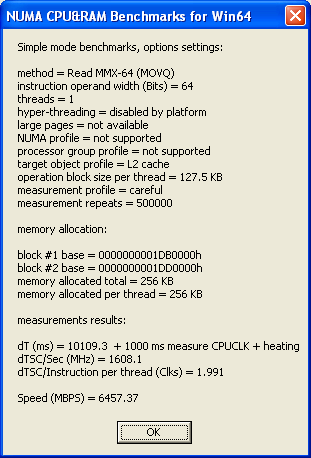 NUMA CPU&RAM Benchmarks for Win64
Simple mode benchmarks, options settings:
method = Read MMX-64 (MOVQ)
instruction operand width (Bits) = 64
threads = 1
hyper-threading = disabled by platform
large pages = not available
NUMA profile = not supported
processor group profile = not supported
target object profile = L2 cache
operation block size per thread = 127.5 KB
measurement profile = careful
measurement repeats = 500000
memory allocation:
block #1 base = 0000000001DB0000h
block #2 base = 0000000001DD0000h
memory allocated total = 256 KB
memory allocated per thread = 256 KB
measurements results:
dT (ms) = 10109.3 + 1000 ms measure CPUCLK + heating
dTSC/Sec (MHz) = 1608.1
dTSC/Instruction per thread (Clks) = 1.991
Speed (MBPS) = 6457.37
OK